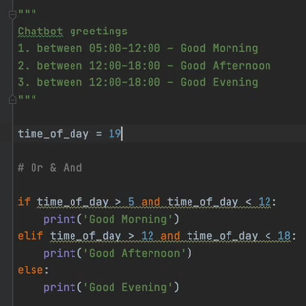 """
Chatbot greetings
1. between 05:00-12:00 - Good Morning
2. between 12:00-18:00 - Good Afternoon
3. between 12:00-18:00 - Good Evening
"""
time_of_day = 19
# Or & And
if time_of_day > 5 and time_of_day < 12:
    print('Good Morning')
elif time_of_day > 12 and time_of_day < 18:
    print('Good Afternoon')
else:
    print('Good Evening')